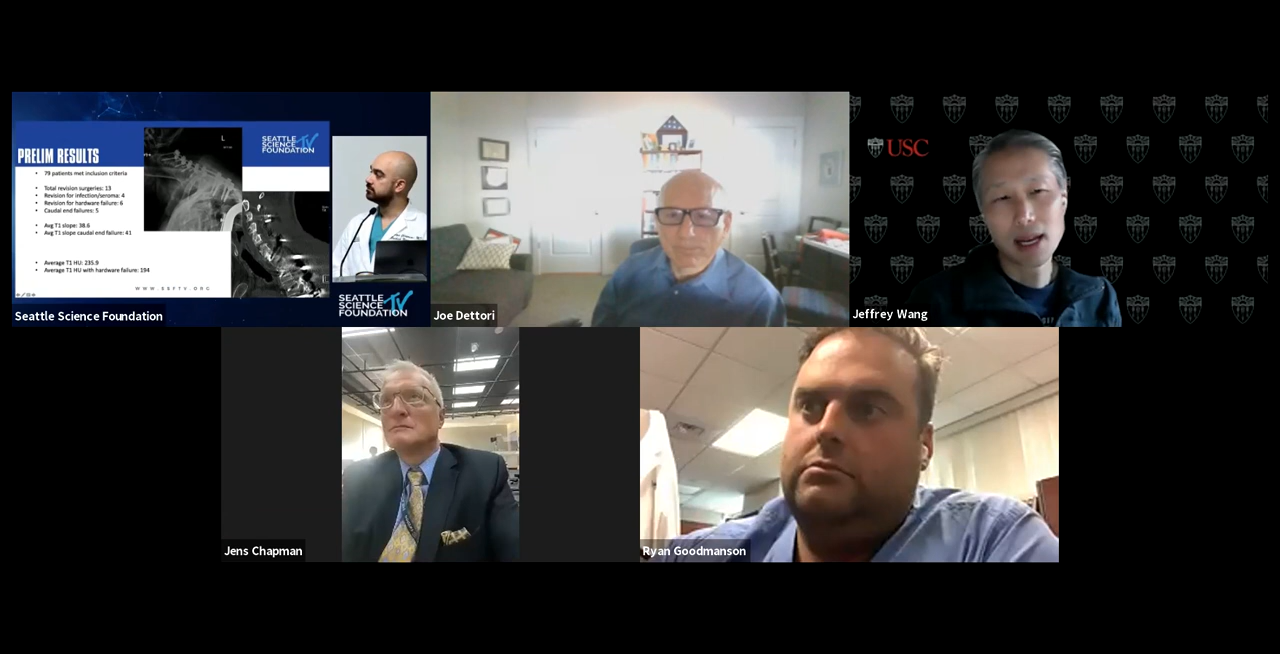 PRELIM RESULTS
SEATTLE
SCIENCE
FOUNDATION
TV
• 79 patients met inclusion criteria
• Total revision surgeries: 13
• Revision for infection/seroma: 4
• Revision for hardware failure: 6
• Caudal end failures: 5
• Avg T1 slope: 38.6
• Avg T1 slope caudal end failure: 41
• Average T1 HU: 235.9
• Average T1 HU with hardware failure: 194
WWW.SSFTV.ORG
L
SEATTLE
SCIENCE
FOUNDATION
TV
Seattle Science Foundation
Joe Dettori
USC
Jeffrey Wang
Jens Chapman
Ryan Goodmanson